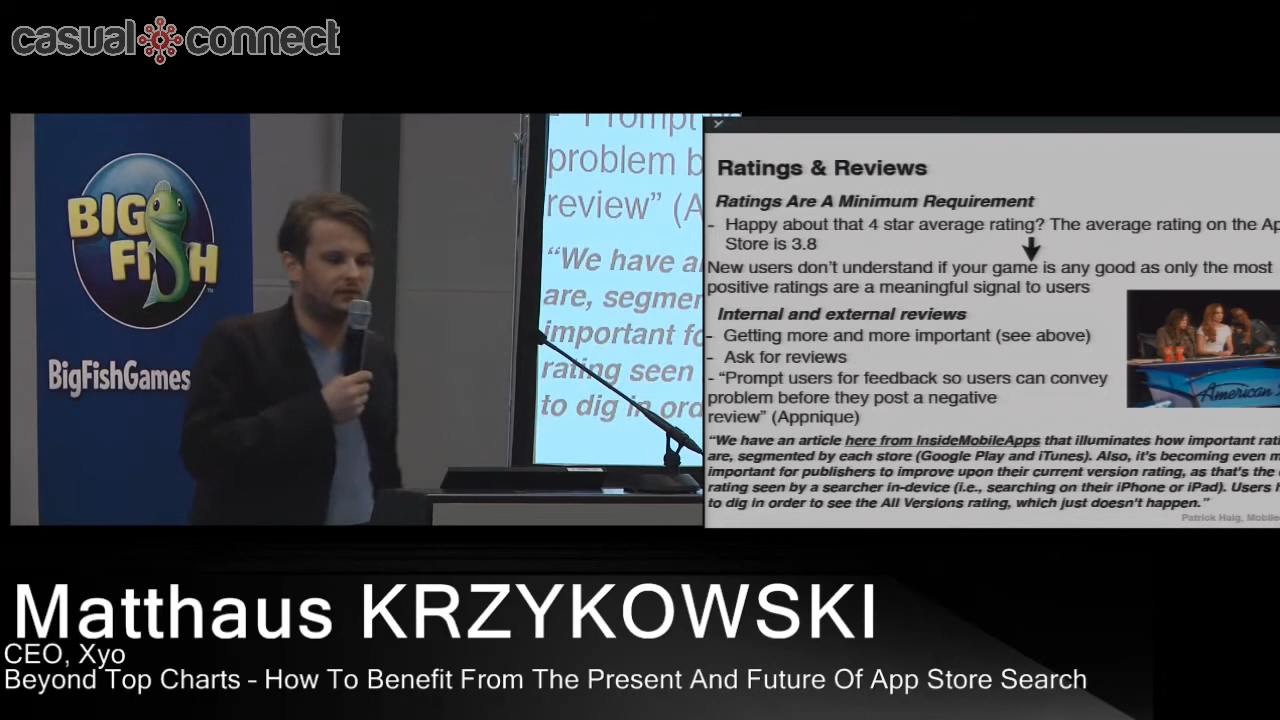 casual connect
BIG
FISH
BigFishGames
problem b
review” (A
“We have a
are, segmer
important fo
rating seen
to dig in ord
Ratings & Reviews
Ratings Are A Minimum Requirement
- Happy about that 4 star average rating? The average rating on the Ap
Store is 3.8
New users don’t understand if your game is any good as only the most
positive ratings are a meaningful signal to users
Internal and external reviews
- Getting more and more important (see above)
- Ask for reviews
- “Prompt users for feedback so users can convey
problem before they post a negative
review” (Appnique)
American
“We have an article here from InsideMobileApps that illuminates how important rati
are, segmented by each store (Google Play and iTunes). Also, it’s becoming even m
important for publishers to improve upon their current version rating, as that’s the
rating seen by a searcher in-device (i.e., searching on their iPhone or iPad). Users h
to dig in order to see the All Versions rating, which just doesn’t happen.”
Patrick Haig, Mobile
Matthaus KRZYKOWSKI
CEO, Xyo
Beyond Top Charts - How To Benefit From The Present And Future Of App Store Search